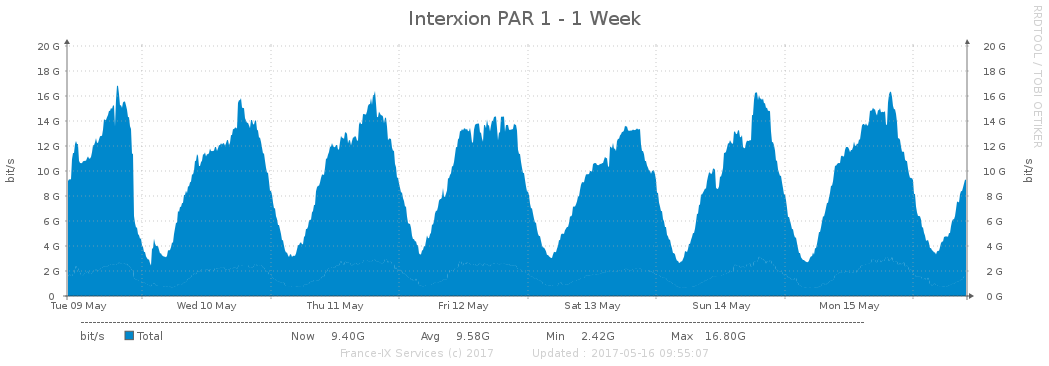 Interxion PAR 1 - 1 Week
RRDTOOL / TOBI OETIKER
bit/s
bit/s
20 G 20 G
18 G 18 G
16 G 16 G
14 G 14 G
12 G 12 G
10 G 10 G
8 G 8 G
6 G 6 G
4 G 4 G
2 G 2 G
0 0 G
Tue 09 May Wed 10 May Thu 11 May Fri 12 May Sat 13 May Sun 14 May Mon 15 May
bit/s Total Now 9.40G Avg 9.58G Min 2.42G Max 16.80G
France-IX Services (c) 2017 Updated : 2017-05-16 09:55:07